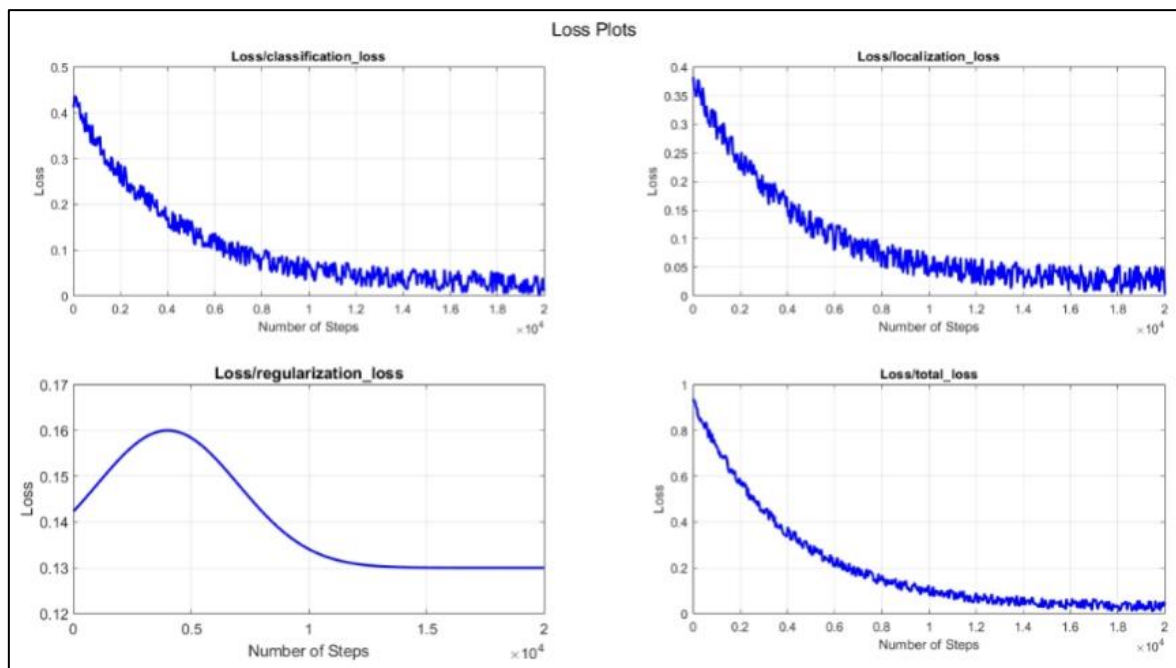 Loss Plots
Loss/classification_loss
0.5
0.4
0.3
0.2
0.1
0
Loss
0 0.2 0.4 0.6 0.8 1.0 1.2 1.4 1.6 1.8 2
Number of Steps
×10⁴
Loss/localization_loss
0.4
0.35
0.3
0.25
0.2
0.15
0.1
0.05
0
Loss
0 0.2 0.4 0.6 0.8 1.0 1.2 1.4 1.6 1.8 2
Number of Steps
×10⁴
Loss/regularization_loss
0.17
0.16
0.15
0.14
0.13
0.12
Loss
0 0.5 1 1.5 2
Number of Steps
×10⁴
Loss/total_loss
1
0.8
0.6
0.4
0.2
0
Loss
0 0.2 0.4 0.6 0.8 1.0 1.2 1.4 1.6 1.8 2
Number of Steps
×10⁴